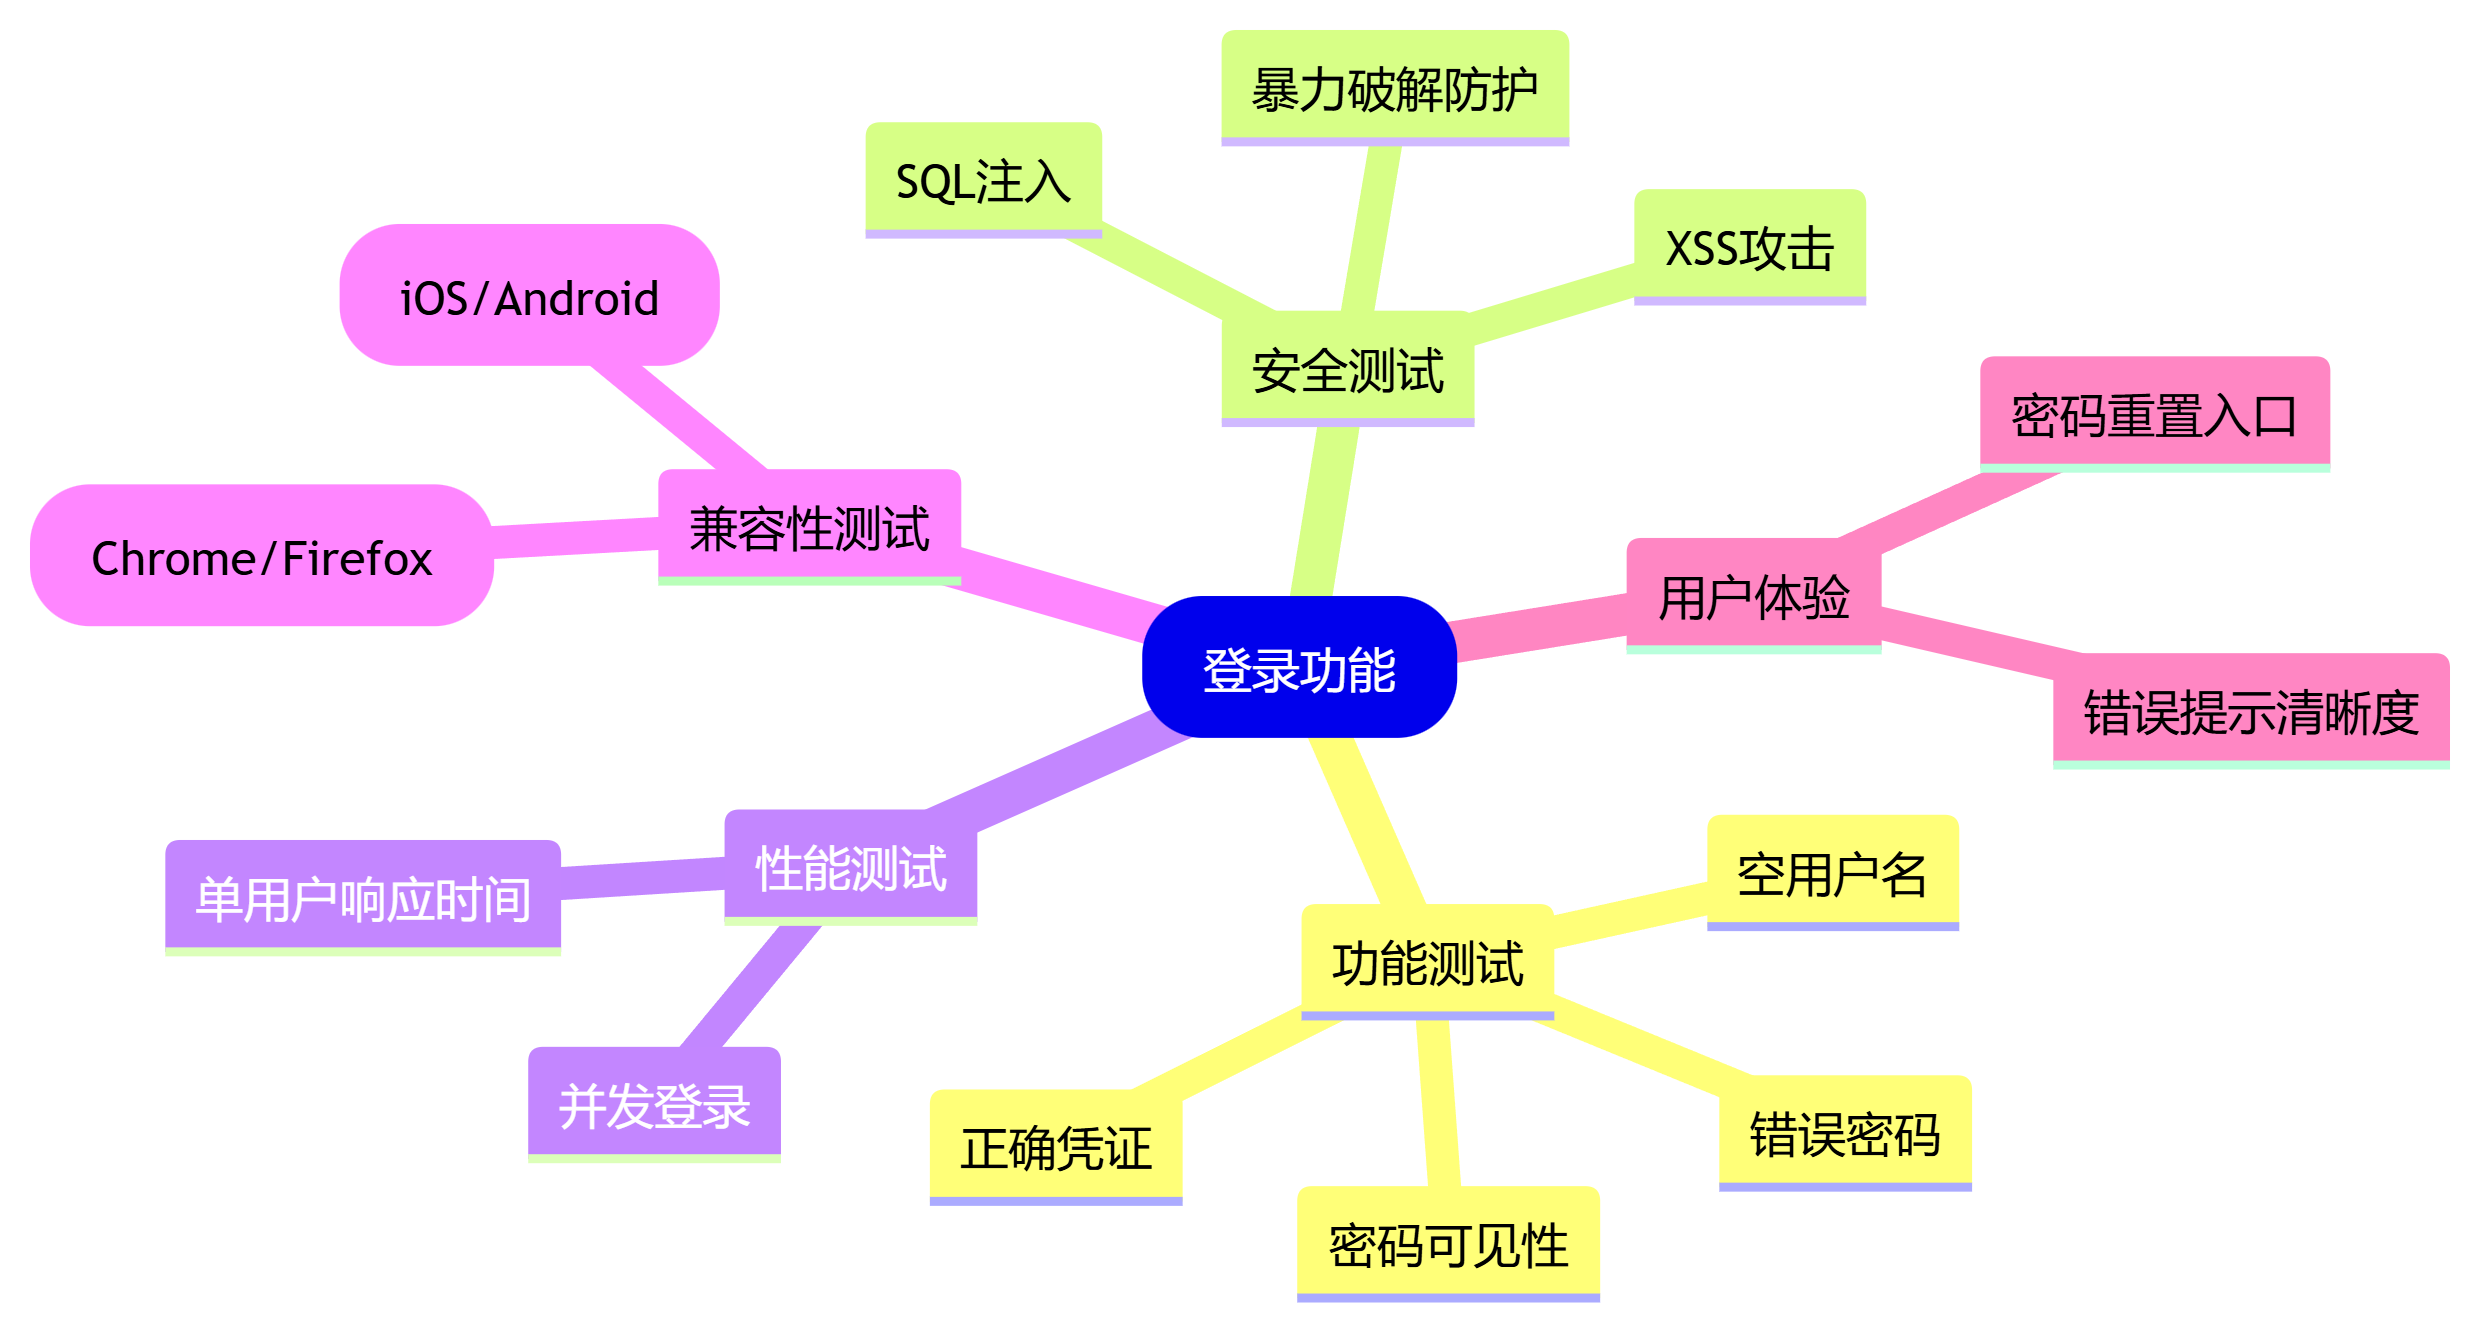 暴力破解防护
SQL注入
XSS攻击
iOS/Android
安全测试
密码重置入口
兼容性测试
Chrome/Firefox
用户体验
登录功能
错误提示清晰度
性能测试
空用户名
单用户响应时间
功能测试
并发登录
错误密码
正确凭证
密码可见性